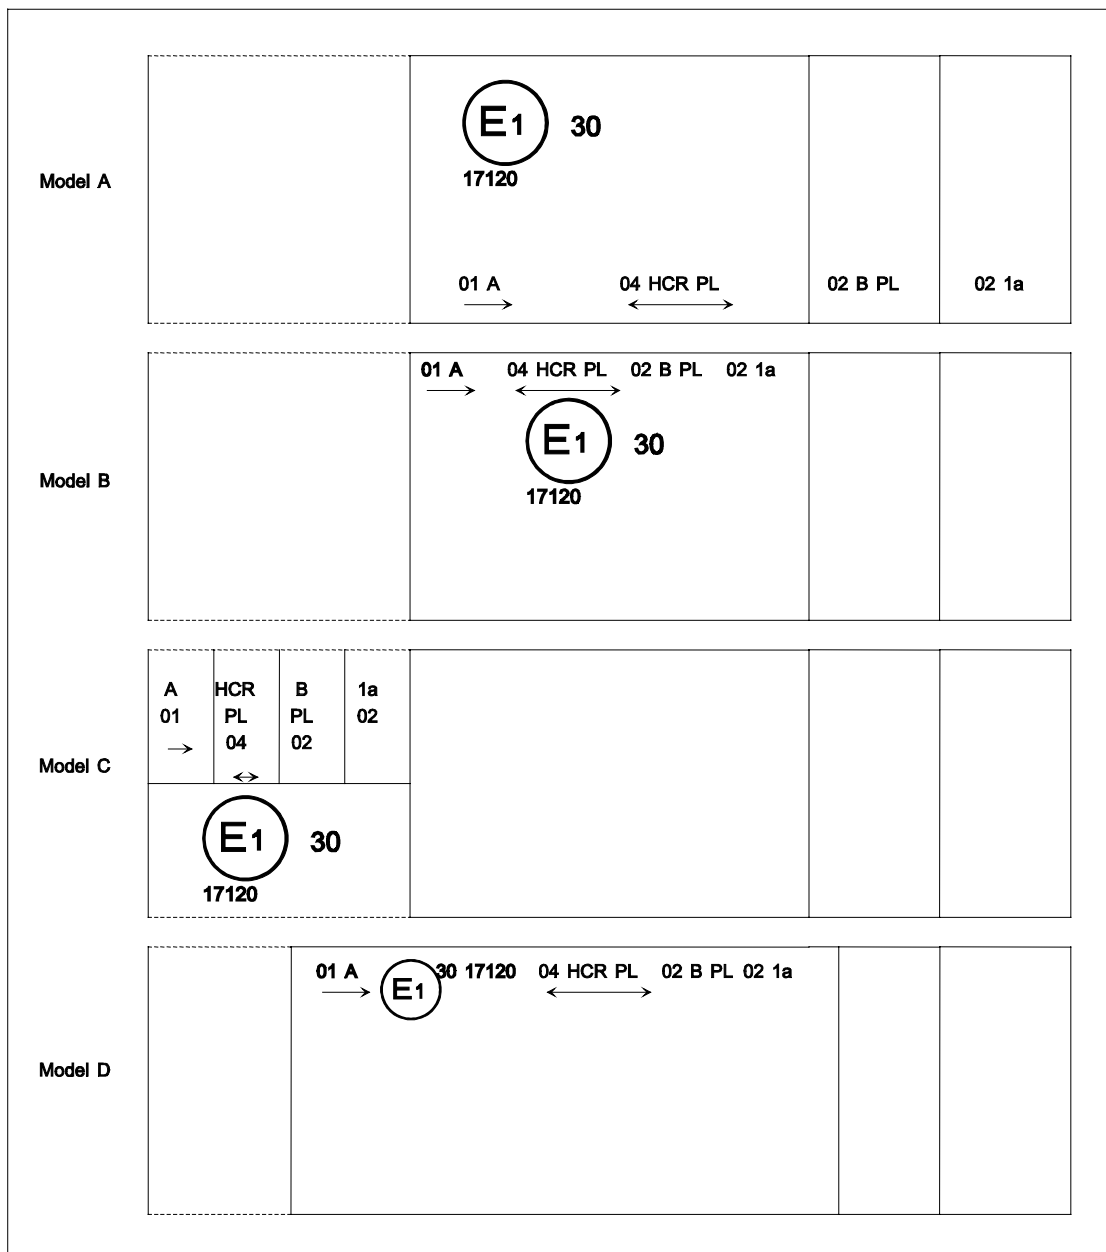 E1 30
17120
Model A
01 A 04 HCR PL 02 B PL 02 1a
01 A 04 HCR PL 02 B PL 02 1a
E1 30
Model B
17120
A HCR B 1a
01 PL PL 02
04 02
Model C
E1 30
17120
01 A E1 30 17120 04 HCR PL 02 B PL 02 1a
Model D